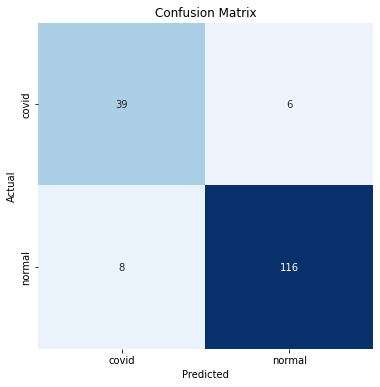 Confusion Matrix
covid
39
6
Actual
normal
8
116
covid
normal
Predicted